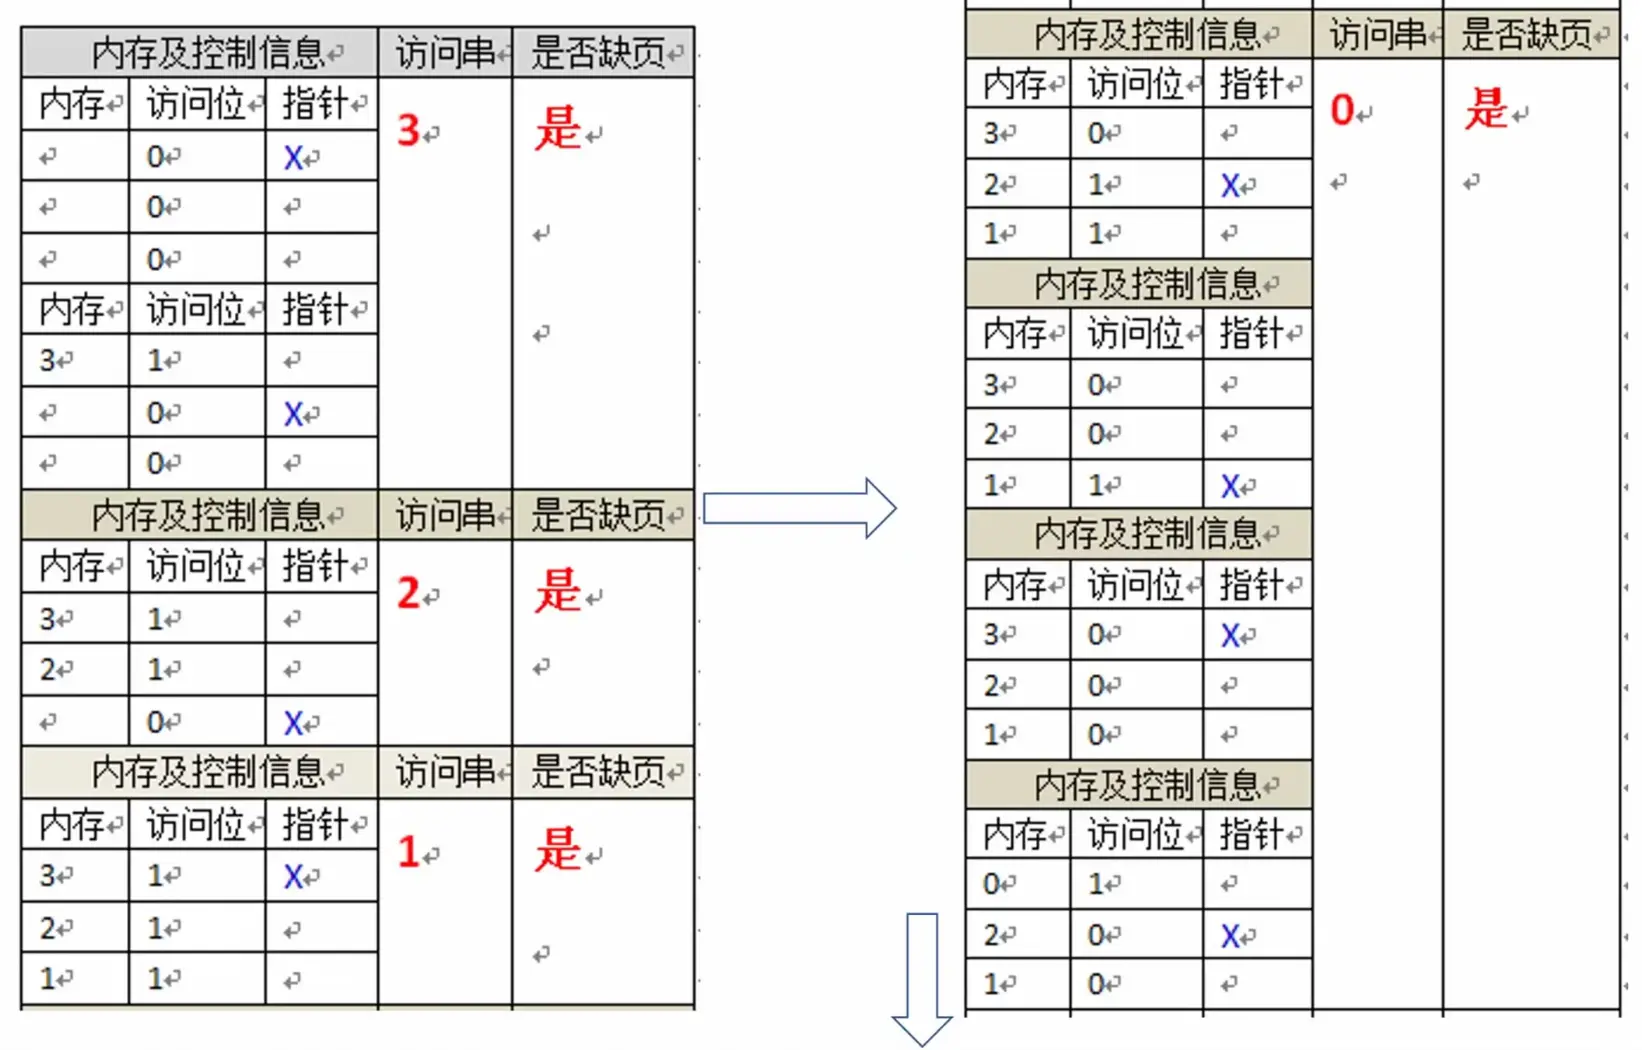 内存及控制信息 访问串 是否缺页
内存 访问位 指针 3 是
0 X
0
0
内存 访问位 指针
3 1
0 X
0
内存及控制信息 访问串 是否缺页
内存 访问位 指针 2 是
3 1
2 1
0 X
内存及控制信息 访问串 是否缺页
内存 访问位 指针 1 是
3 1 X
2 1
1 1
内存及控制信息 访问串 是否缺页
内存 访问位 指针 0 是
3 0
2 1 X
1 1
内存及控制信息
内存 访问位 指针
3 0
2 0
1 1 X
内存及控制信息
内存 访问位 指针
3 0 X
2 0
1 0
内存及控制信息
内存 访问位 指针
0 1
2 0 X
1 0